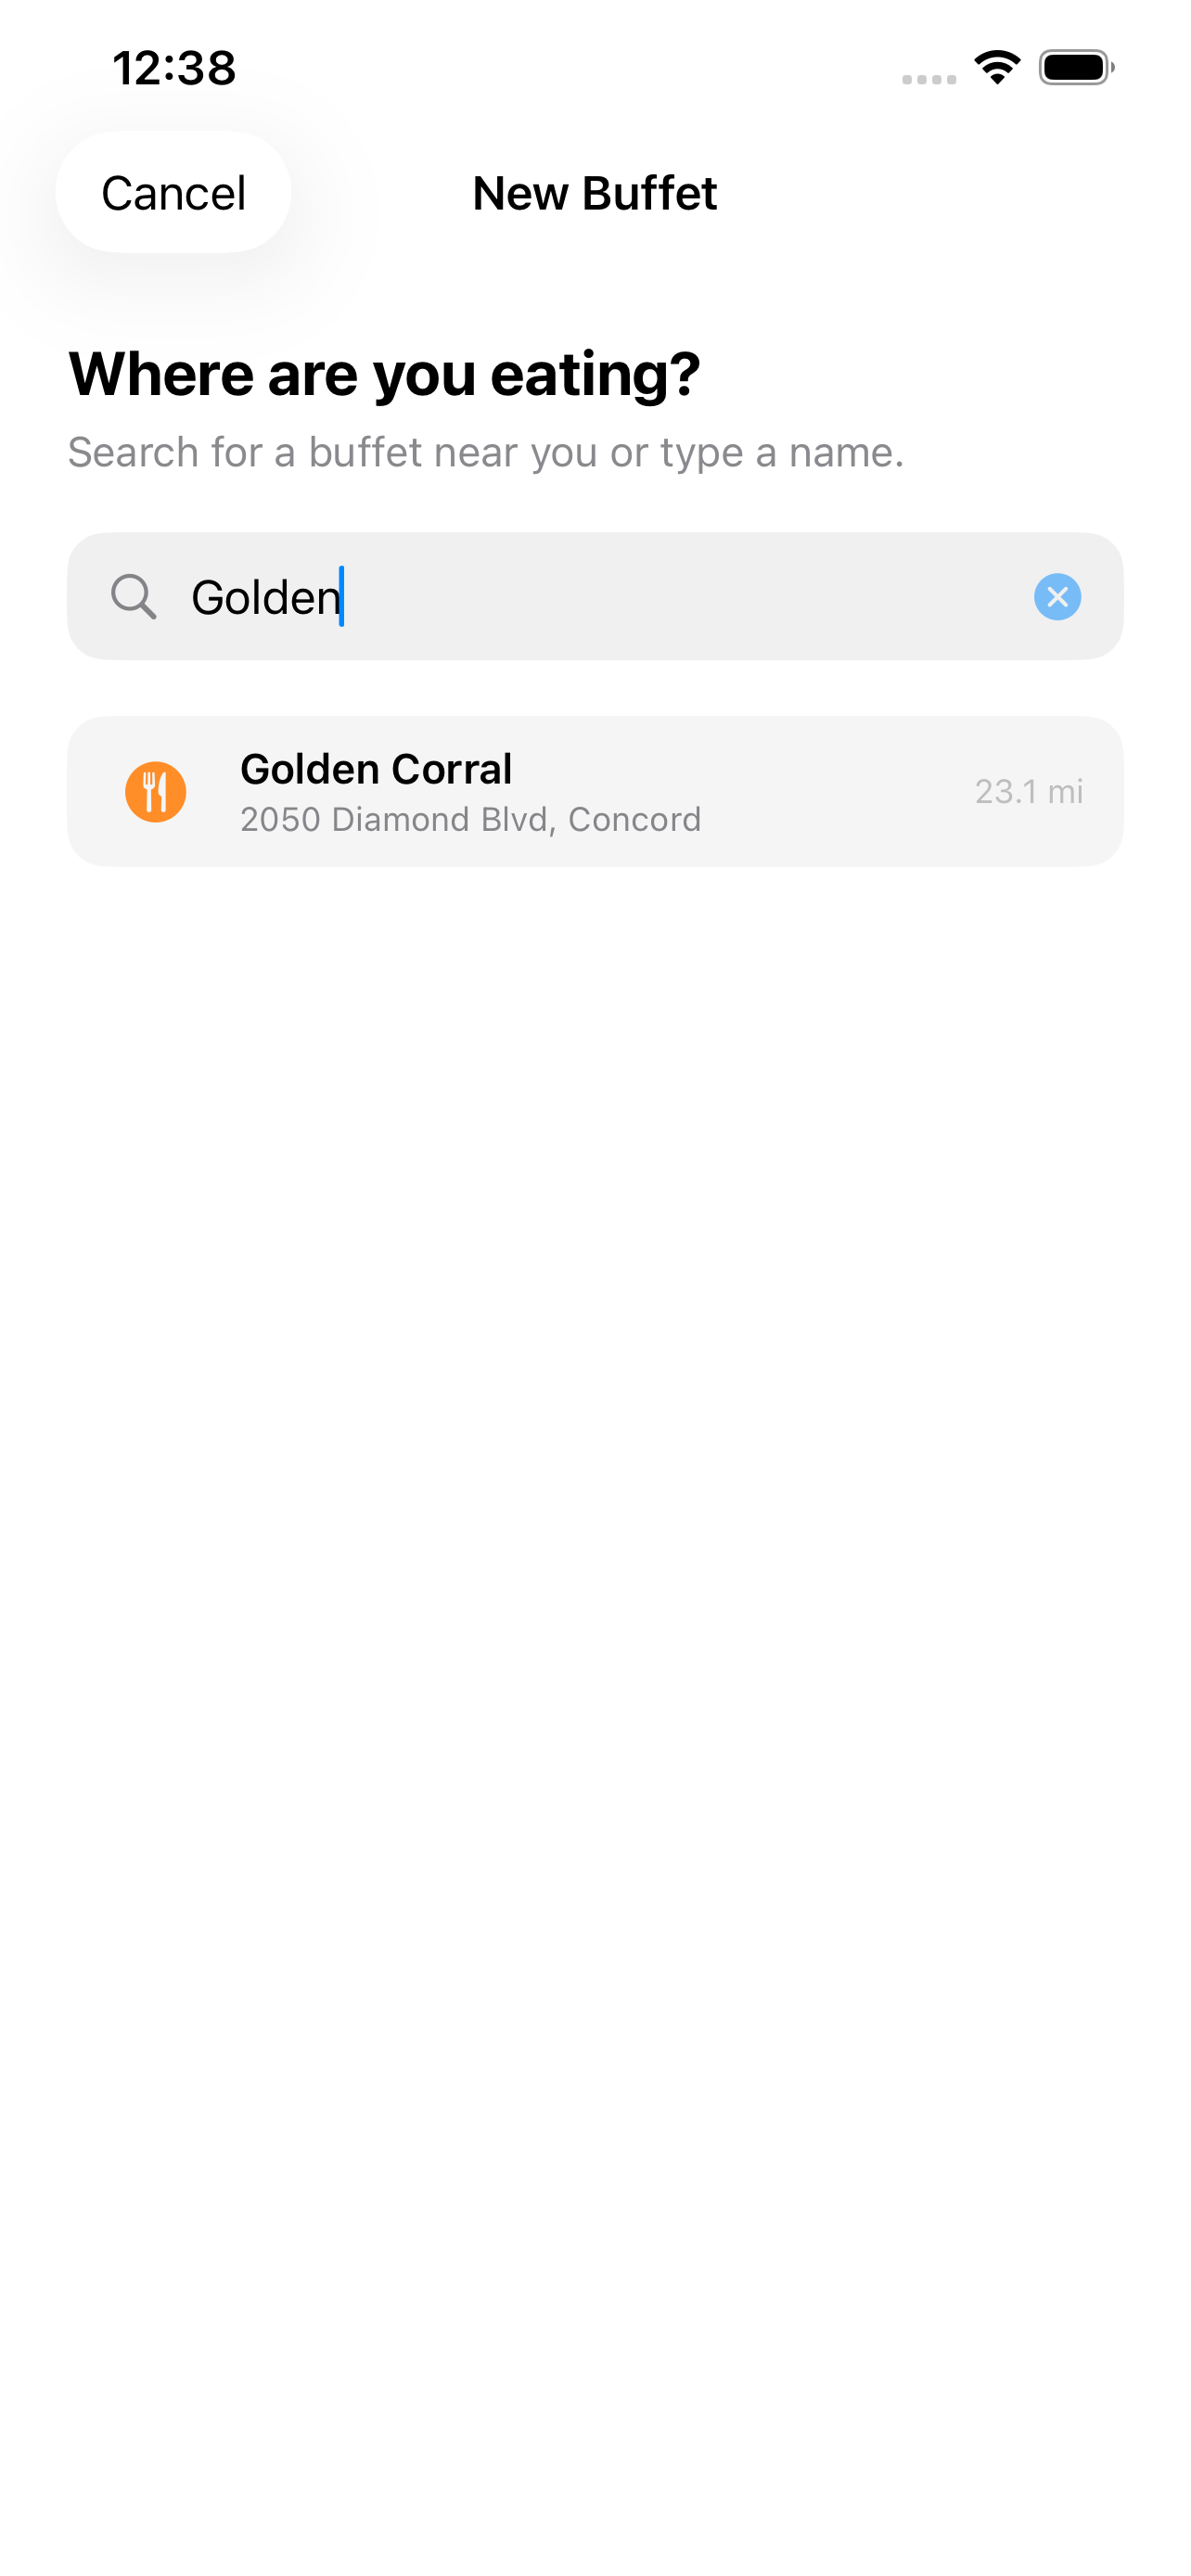 12:38
Cancel
New Buffet
Where are you eating?
Search for a buffet near you or type a name.
Golden
Golden Corral
2050 Diamond Blvd, Concord
23.1 mi